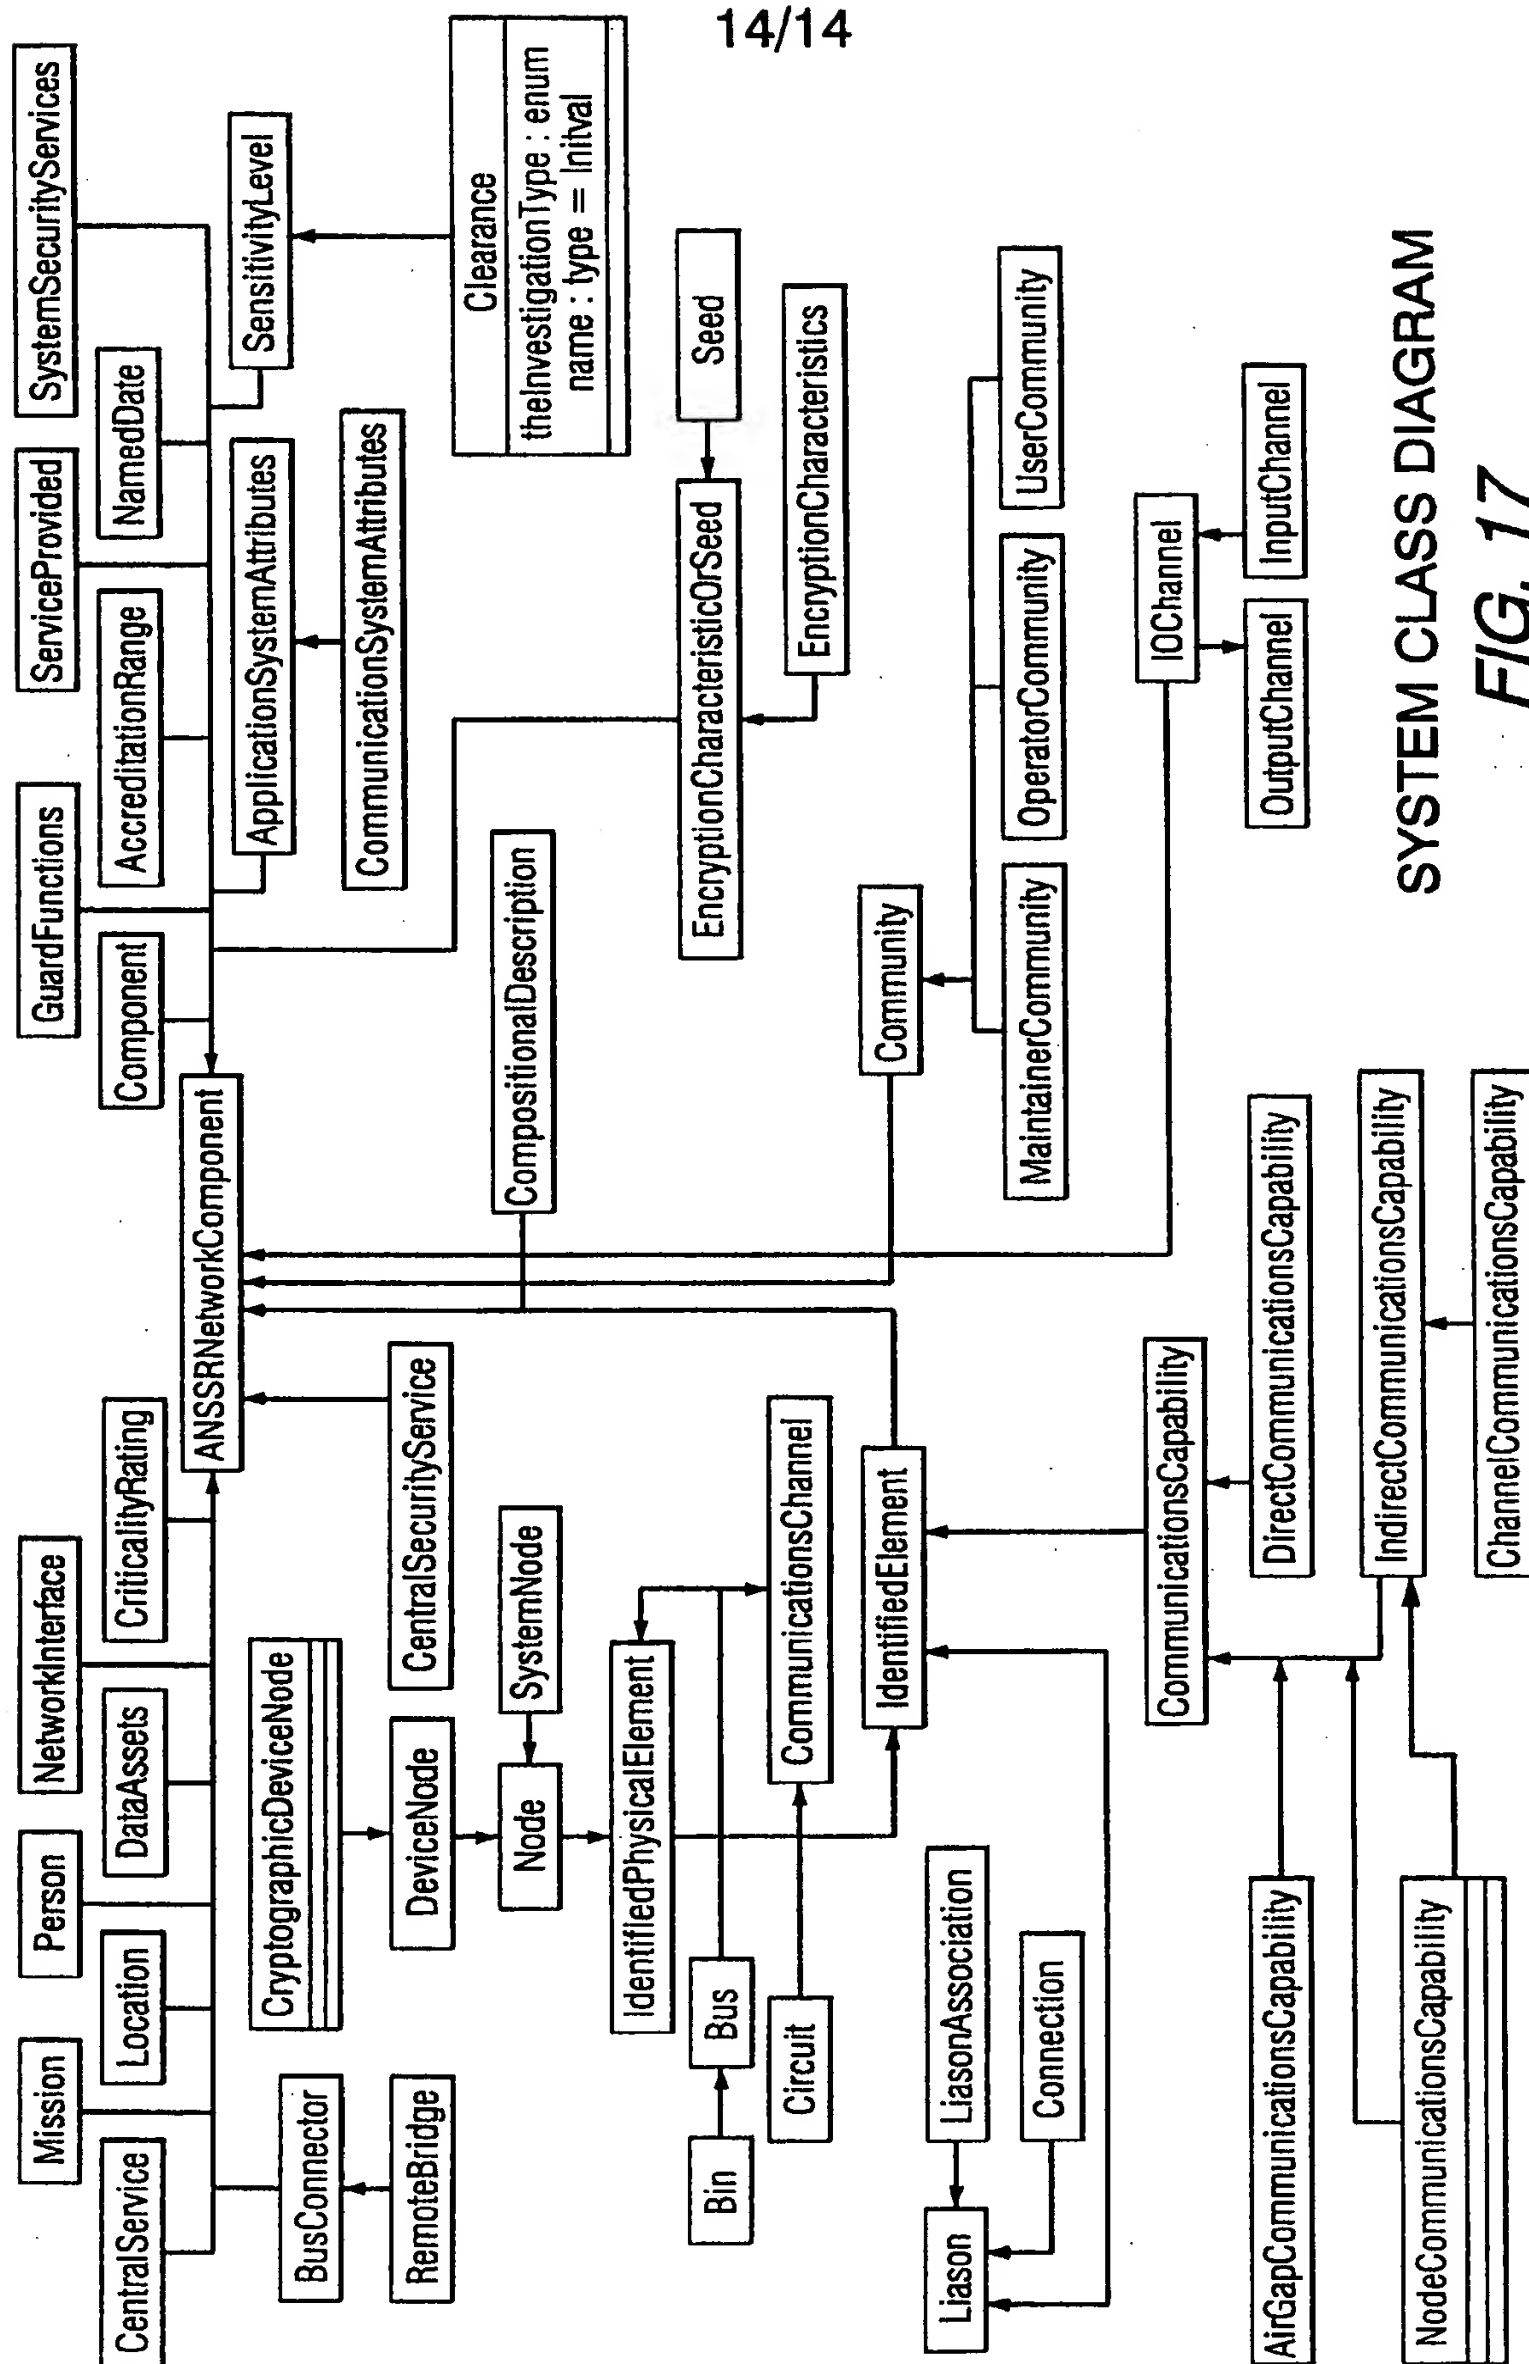 14/14
Mission
Person
NetworkInterface
GuardFunctions
ServiceProvided
SystemSecurityServices
CentralService
Location
DataAssets
CriticalityRating
Component
AccreditationRange
NamedDate
ANSSRNetworkComponent
BusConnector
CryptographicDeviceNode
ApplicationSystemAttributes
SensitivityLevel
RemoteBridge
DeviceNode
CentralSecurityService
CommunicationSystemAttributes
Clearance
theInvestigationType : enum
name : type = Initval
Node
SystemNode
CompositionalDescription
IdentifiedPhysicalElement
EncryptionCharacteristicOrSeed
Seed
Bin
Bus
Circuit
CommunicationsChannel
EncryptionCharacteristics
IdentifiedElement
Community
Liason
LiasonAssociation
Connection
MaintainerCommunity
OperatorCommunity
UserCommunity
CommunicationsCapability
IOChannel
AirGapCommunicationsCapability
DirectCommunicationsCapability
OutputChannel
InputChannel
IndirectCommunicationsCapability
NodeCommunicationsCapability
ChannelCommunicationsCapability
SYSTEM CLASS DIAGRAM
FIG. 17